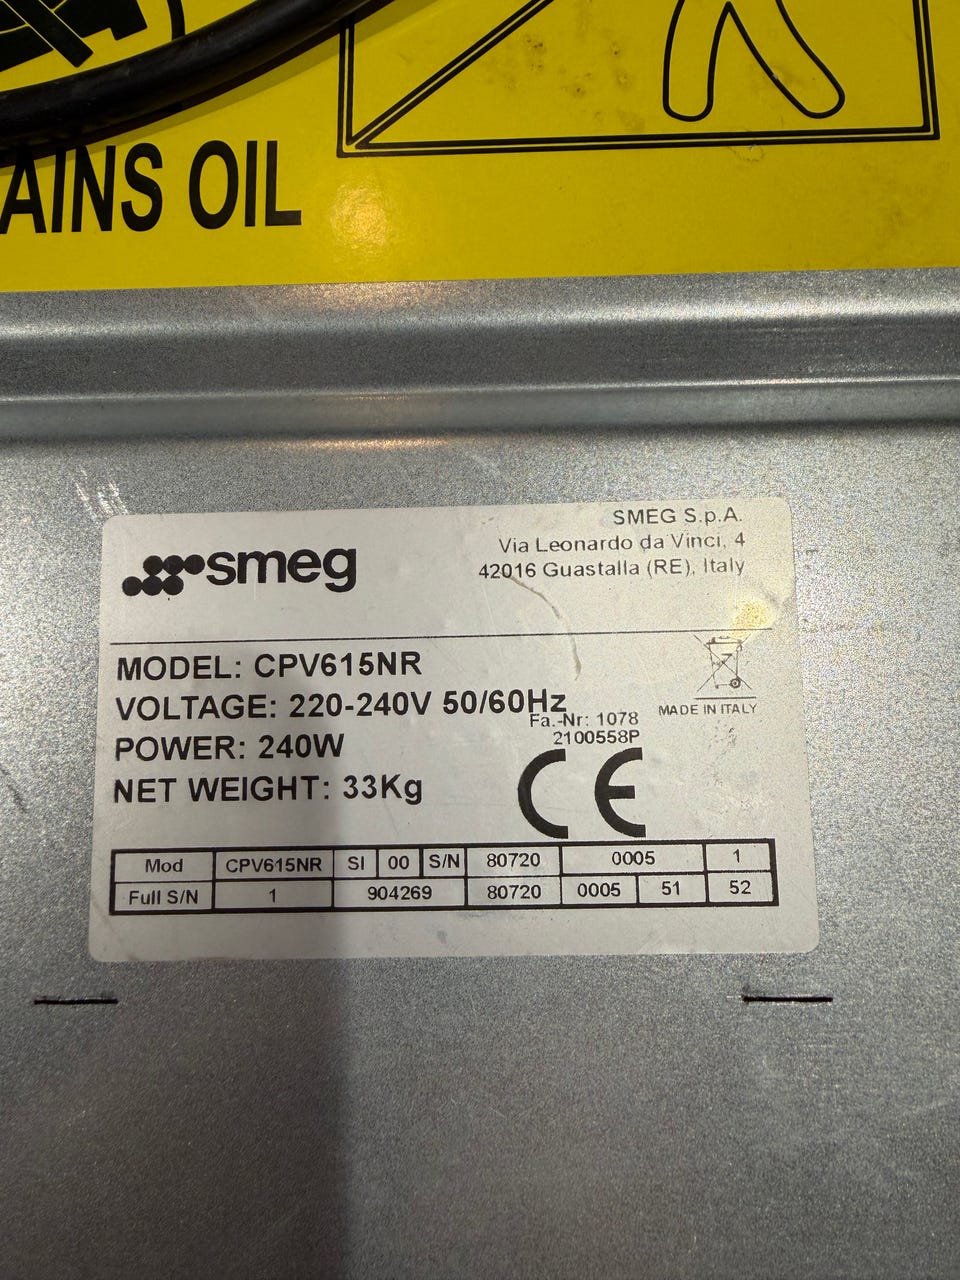 AINS OIL
smeg
SMEG S.p.A.
Via Leonardo da Vinci, 4
42016 Guastalla (RE), Italy
MODEL: CPV615NR
VOLTAGE: 220-240V 50/60Hz
POWER: 240W
NET WEIGHT: 33Kg
MADE IN ITALY
Fa.-Nr: 1078
2100558P
CE
Mod CPV615NR SI 00 S/N 80720 0005 1
Full S/N 1 904269 80720 0005 51 52